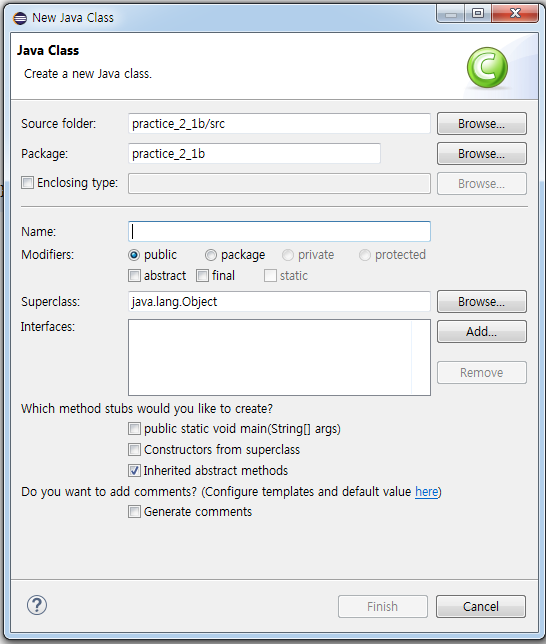 New Java Class
Java Class
Create a new Java class.
Source folder: practice_2_1b/src Browse...
Package: practice_2_1b Browse...
Enclosing type: Browse...
Name:
Modifiers: public package private protected
abstract final static
Superclass: java.lang.Object Browse...
Interfaces: Add...
Remove
Which method stubs would you like to create?
public static void main(String[] args)
Constructors from superclass
Inherited abstract methods
Do you want to add comments? (Configure templates and default value here)
Generate comments
? Finish Cancel